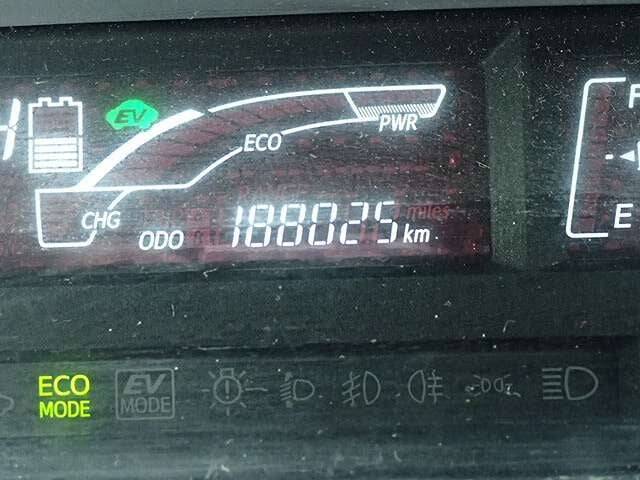 EV
F
PWR
ECO
CHG
E
ODO 188025 km
miles
ECO MODE
EV MODE